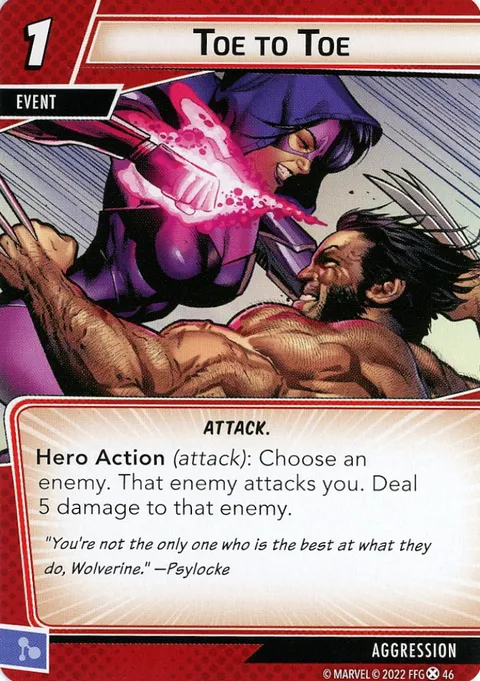 1
TOE TO TOE
EVENT
ATTACK.
Hero Action (attack): Choose an
enemy. That enemy attacks you. Deal
5 damage to that enemy.
"You're not the only one who is the best at what they
do, Wolverine." —Psylocke
AGGRESSION
© MARVEL © 2022 FFG 46